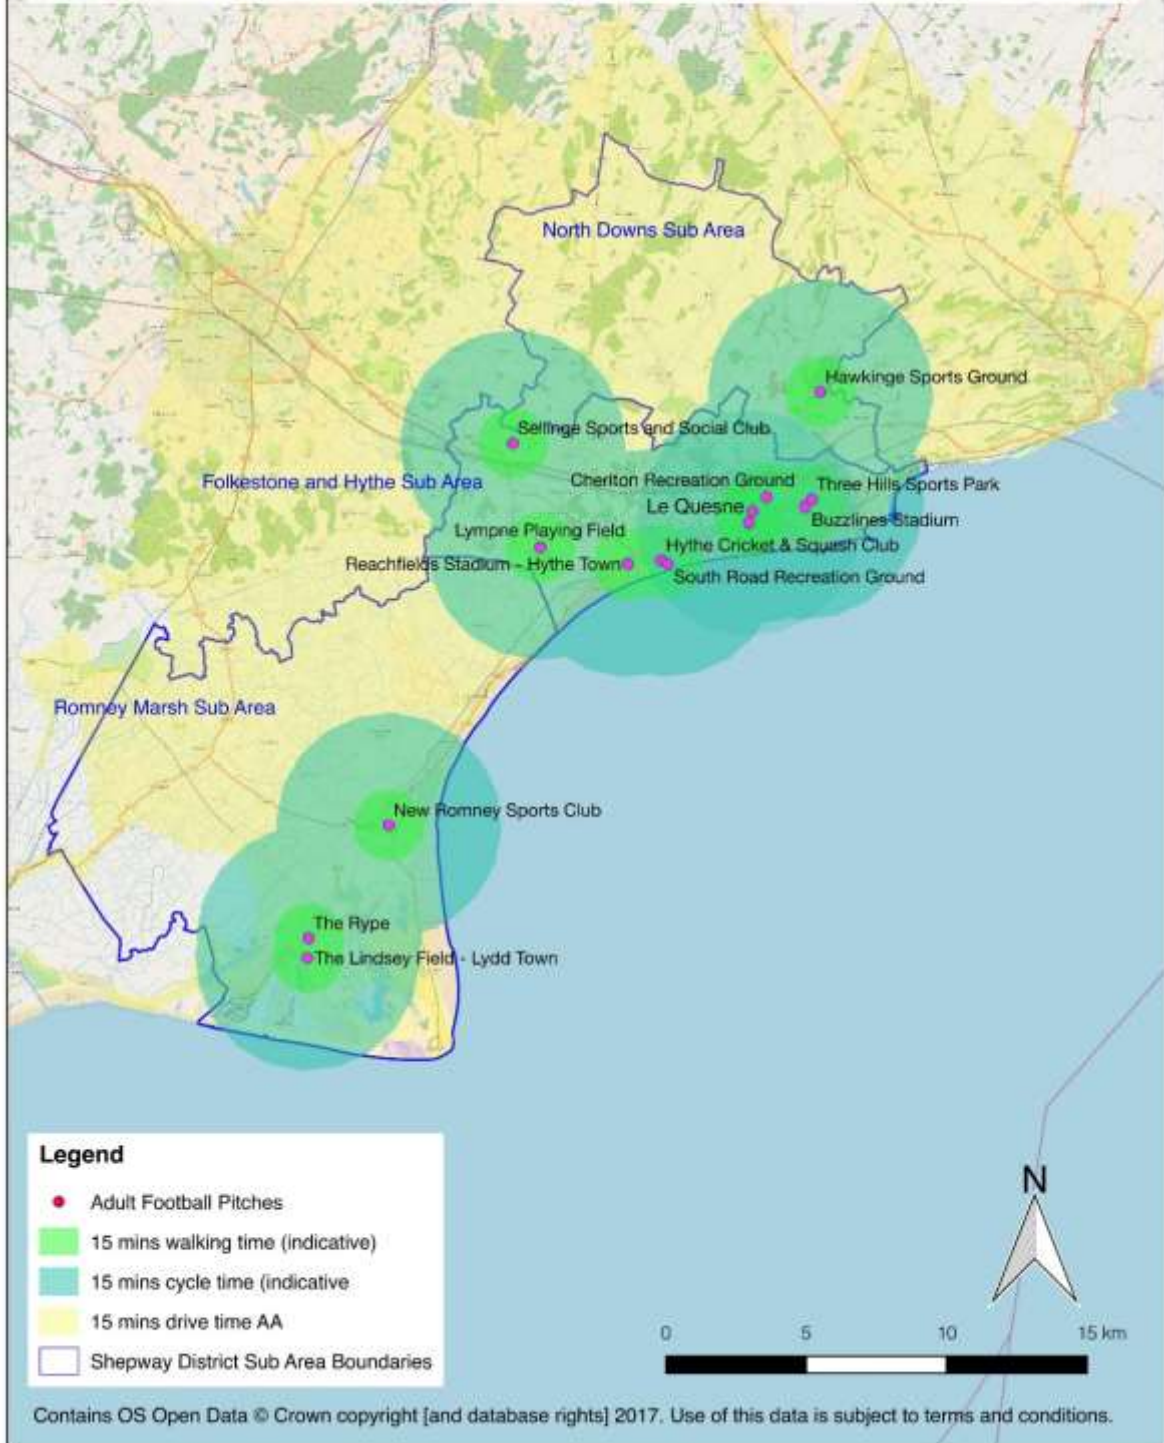 North Downs Sub Area
Hawkinge Sports Ground
Sellinge Sports and Social Club
Folkestone and Hythe Sub Area
Cheriton Recreation Ground
Three Hills Sports Park
Le Quesne
Buzzlines Stadium
Lympne Playing Field
Hythe Cricket & Squash Club
Reachfields Stadium - Hythe Town
South Road Recreation Ground
Romney Marsh Sub Area
New Romney Sports Club
The Rype
The Lindsey Field - Lydd Town
Legend
Adult Football Pitches
15 mins walking time (indicative)
15 mins cycle time (indicative
15 mins drive time AA
Shepway District Sub Area Boundaries
N
0 5 10 15 km
Contains OS Open Data © Crown copyright [and database rights] 2017. Use of this data is subject to terms and conditions.